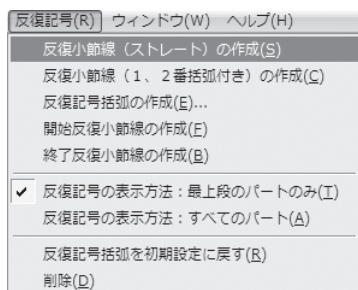 反復記号(R) ウィンドウ(W) ヘルプ(H)
反復小節線（ストレート）の作成(S)
反復小節線（１、２番括弧付き）の作成(C)
反復記号括弧の作成(E)...
開始反復小節線の作成(F)
終了反復小節線の作成(B)
反復記号の表示方法：最上段のパートのみ(T)
反復記号の表示方法：すべてのパート(A)
反復記号括弧を初期設定に戻す(R)
削除(D)